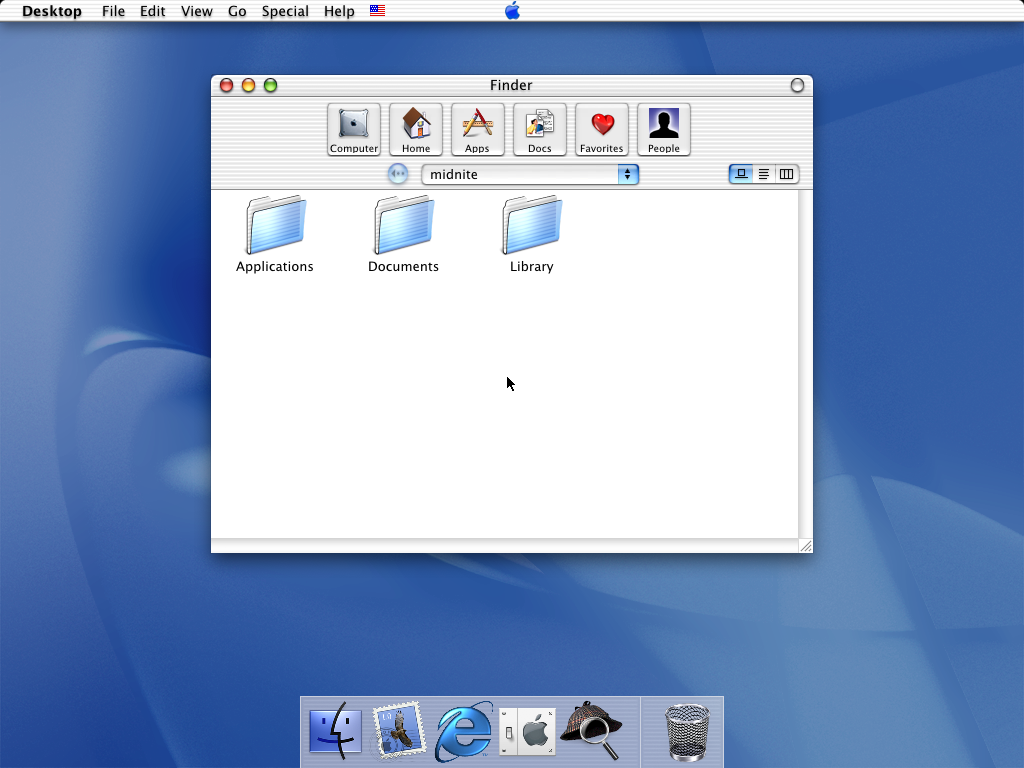 Desktop File Edit View Go Special Help
Finder
Computer Home Apps Docs Favorites People
midnite
Applications Documents Library